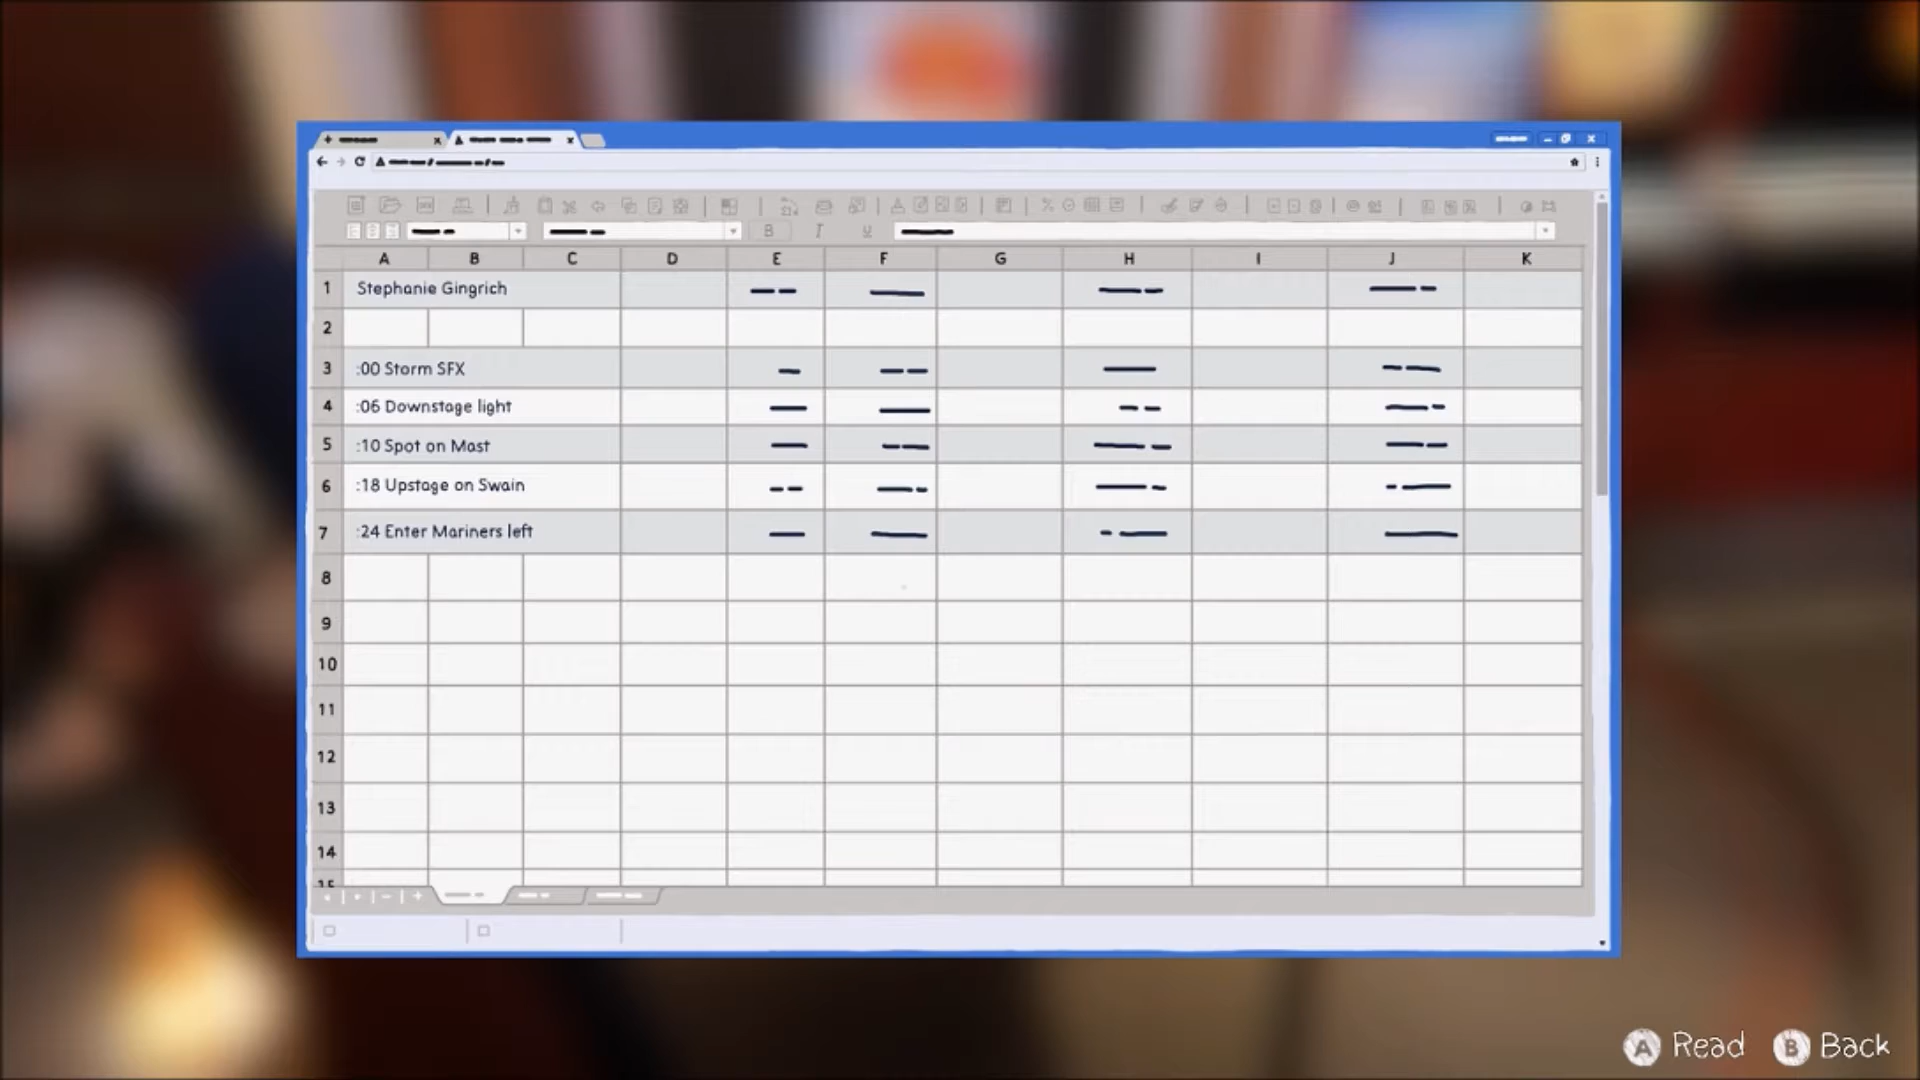 B I U
A B C D E F G H I J K
1 Stephanie Gingrich
2
3 :00 Storm SFX
4 :06 Downstage light
5 :10 Spot on Mast
6 :18 Upstage on Swain
7 :24 Enter Mariners left
8
9
10
11
12
13
14
15
A Read B Back